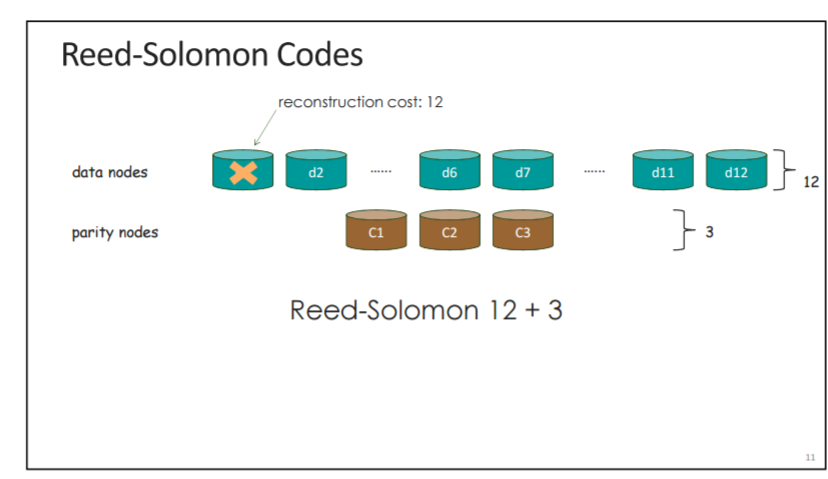 Reed-Solomon Codes
reconstruction cost: 12
data nodes d2 ...... d6 d7 ...... d11 d12 12
parity nodes C1 C2 C3 3
Reed-Solomon 12 + 3
11